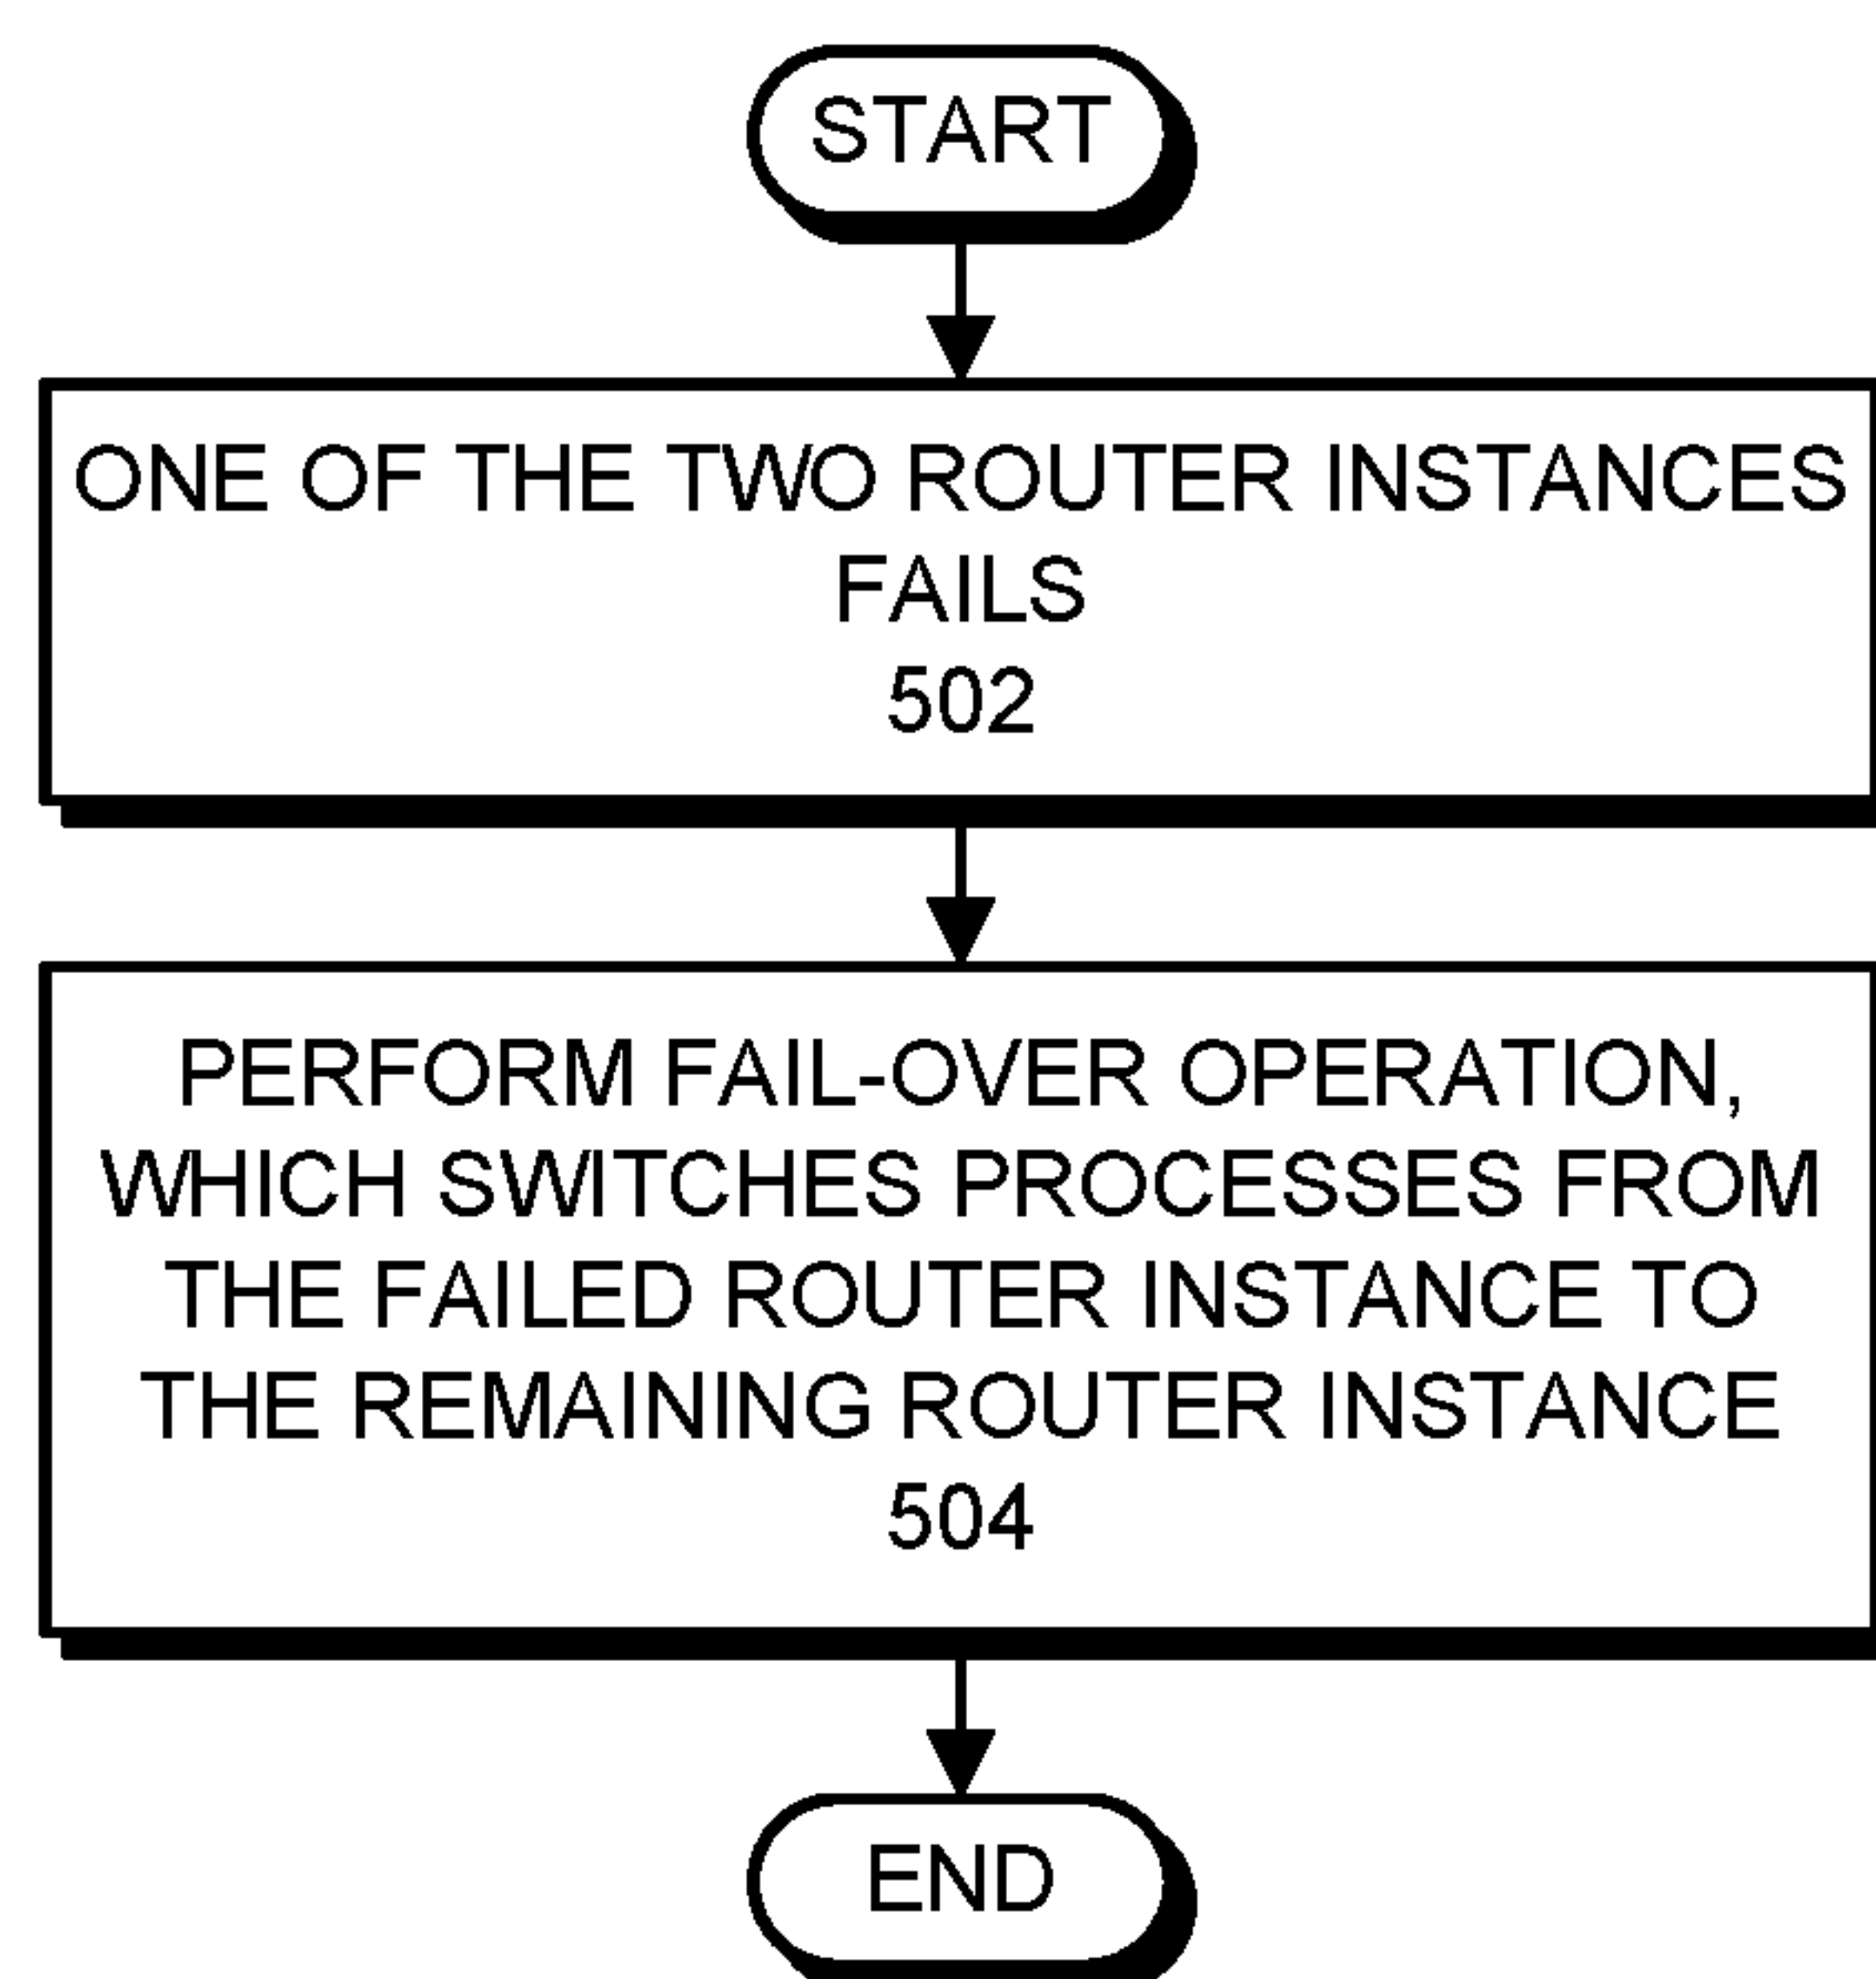 START
ONE OF THE TWO ROUTER INSTANCES
FAILS
502
PERFORM FAIL-OVER OPERATION,
WHICH SWITCHES PROCESSES FROM
THE FAILED ROUTER INSTANCE TO
THE REMAINING ROUTER INSTANCE
504
END